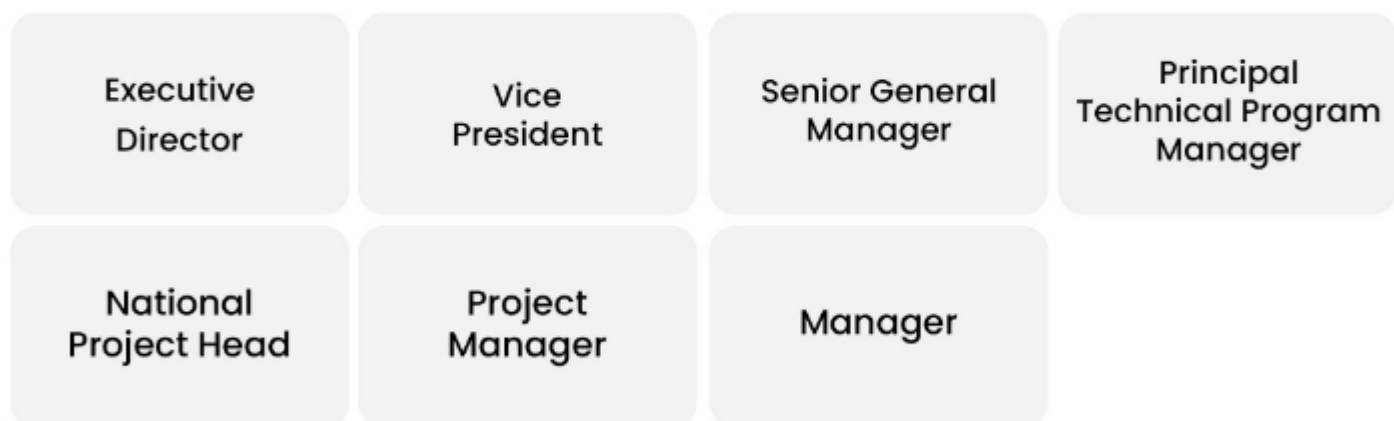 Executive
Director
Vice
President
Senior General
Manager
Principal
Technical Program
Manager
National
Project Head
Project
Manager
Manager